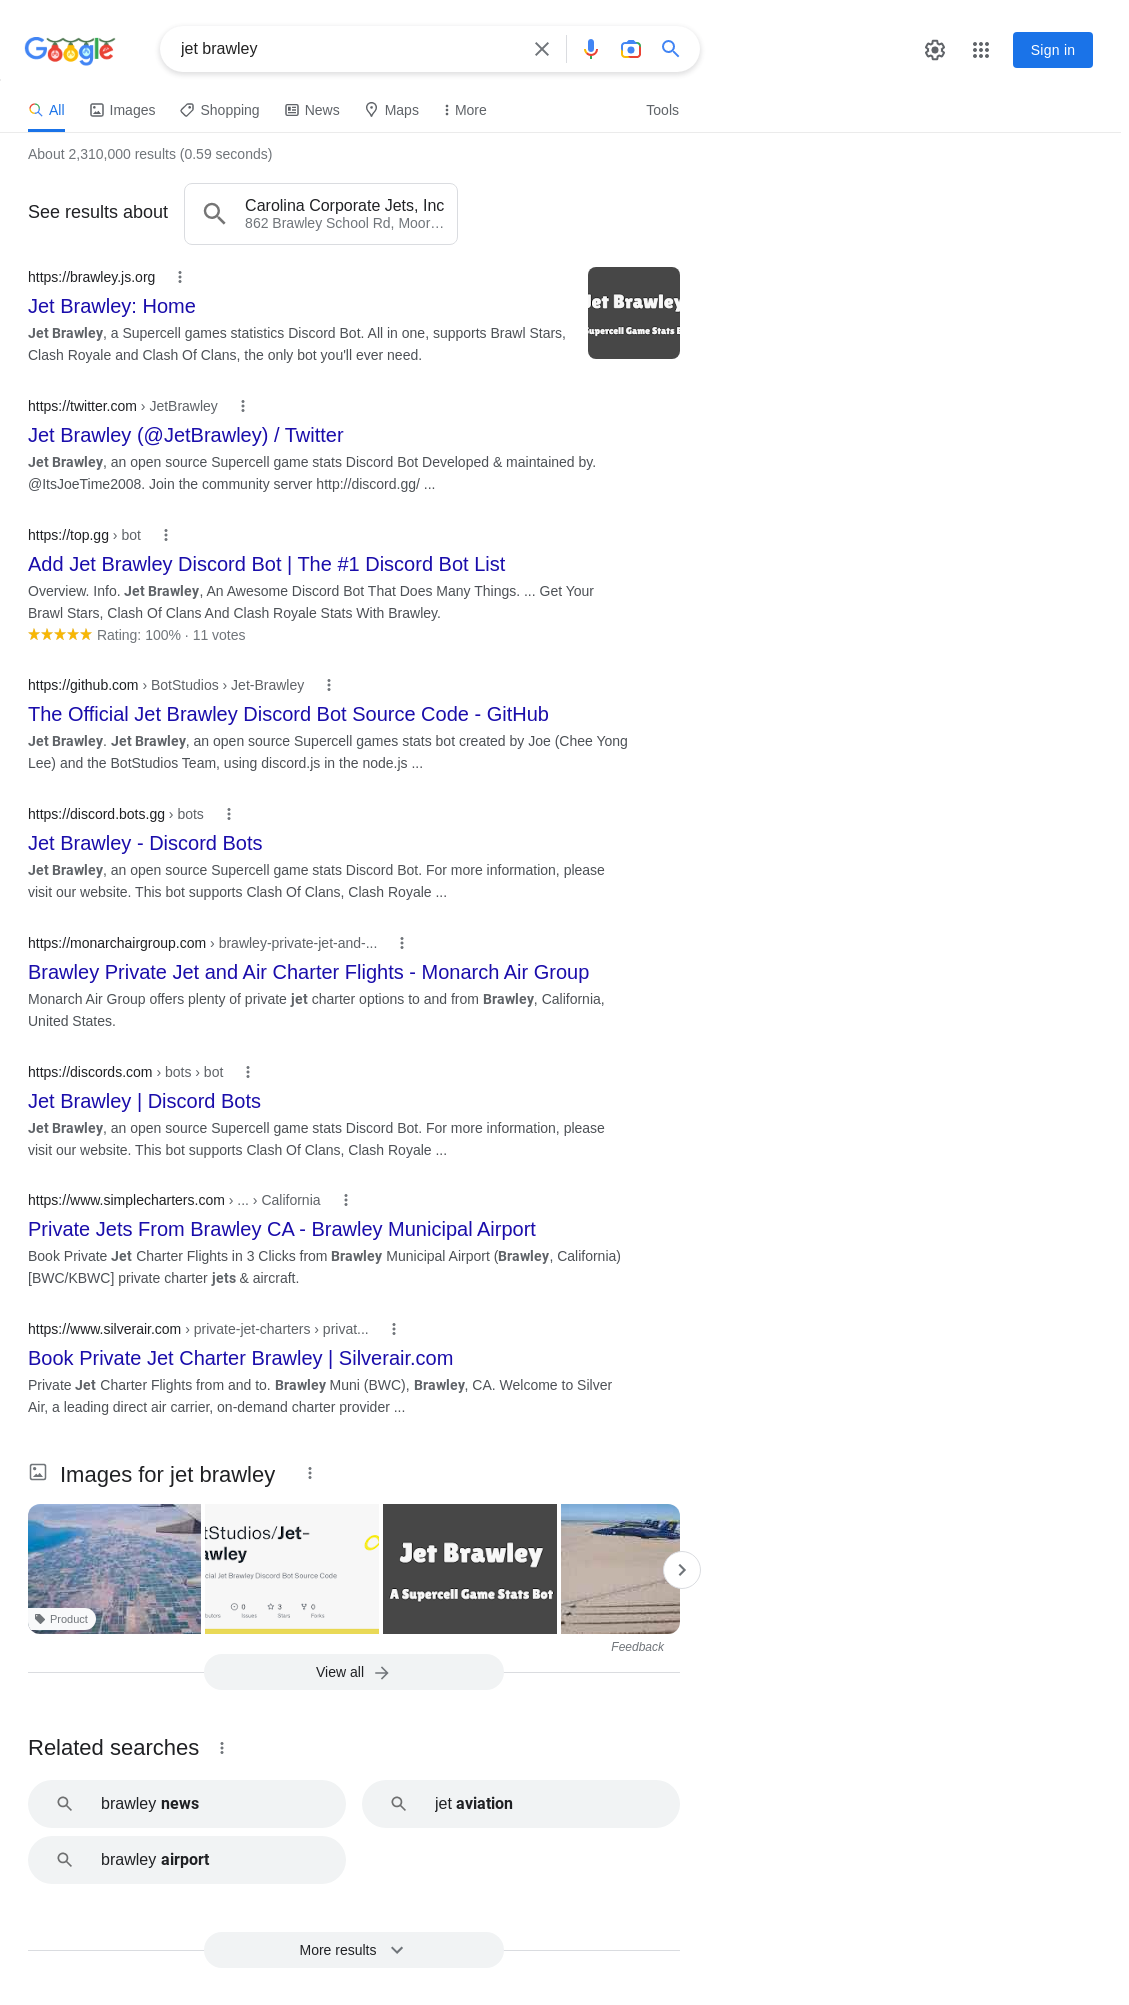 Google
jet brawley
Sign in
All Images Shopping News Maps More Tools
About 2,310,000 results (0.59 seconds)
See results about
Carolina Corporate Jets, Inc
862 Brawley School Rd, Moor…
https://brawley.js.org
Jet Brawley: Home
Jet Brawley, a Supercell games statistics Discord Bot. All in one, supports Brawl Stars,
Clash Royale and Clash Of Clans, the only bot you'll ever need.
Jet Brawley
Supercell Game Stats B
https://twitter.com › JetBrawley
Jet Brawley (@JetBrawley) / Twitter
Jet Brawley, an open source Supercell game stats Discord Bot Developed & maintained by.
@ItsJoeTime2008. Join the community server http://discord.gg/ ...
https://top.gg › bot
Add Jet Brawley Discord Bot | The #1 Discord Bot List
Overview. Info. Jet Brawley, An Awesome Discord Bot That Does Many Things. ... Get Your
Brawl Stars, Clash Of Clans And Clash Royale Stats With Brawley.
Rating: 100% · 11 votes
https://github.com › BotStudios › Jet-Brawley
The Official Jet Brawley Discord Bot Source Code - GitHub
Jet Brawley. Jet Brawley, an open source Supercell games stats bot created by Joe (Chee Yong
Lee) and the BotStudios Team, using discord.js in the node.js ...
https://discord.bots.gg › bots
Jet Brawley - Discord Bots
Jet Brawley, an open source Supercell game stats Discord Bot. For more information, please
visit our website. This bot supports Clash Of Clans, Clash Royale ...
https://monarchairgroup.com › brawley-private-jet-and-...
Brawley Private Jet and Air Charter Flights - Monarch Air Group
Monarch Air Group offers plenty of private jet charter options to and from Brawley, California,
United States.
https://discords.com › bots › bot
Jet Brawley | Discord Bots
Jet Brawley, an open source Supercell game stats Discord Bot. For more information, please
visit our website. This bot supports Clash Of Clans, Clash Royale ...
https://www.simplecharters.com › ... › California
Private Jets From Brawley CA - Brawley Municipal Airport
Book Private Jet Charter Flights in 3 Clicks from Brawley Municipal Airport (Brawley, California)
[BWC/KBWC] private charter jets & aircraft.
https://www.silverair.com › private-jet-charters › privat...
Book Private Jet Charter Brawley | Silverair.com
Private Jet Charter Flights from and to. Brawley Muni (BWC), Brawley, CA. Welcome to Silver
Air, a leading direct air carrier, on-demand charter provider ...
Images for jet brawley
Product
tStudios/Jet-
awley
cial Jet Brawley Discord Bot Source Code
0 3 0
Issues Stars Forks
Jet Brawley
A Supercell Game Stats Bot
Feedback
View all
Related searches
brawley news
jet aviation
brawley airport
More results